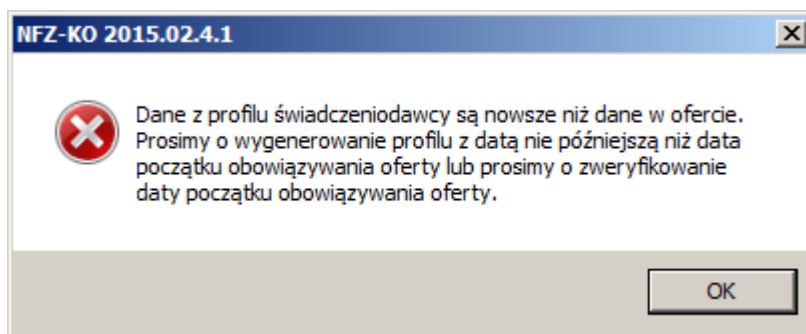 NFZ-KO 2015.02.4.1
Dane z profilu świadczeniodawcy są nowsze niż dane w ofercie.
Prosimy o wygenerowanie profilu z datą nie późniejszą niż data
początku obowiązywania oferty lub prosimy o zweryfikowanie
daty początku obowiązywania oferty.
OK